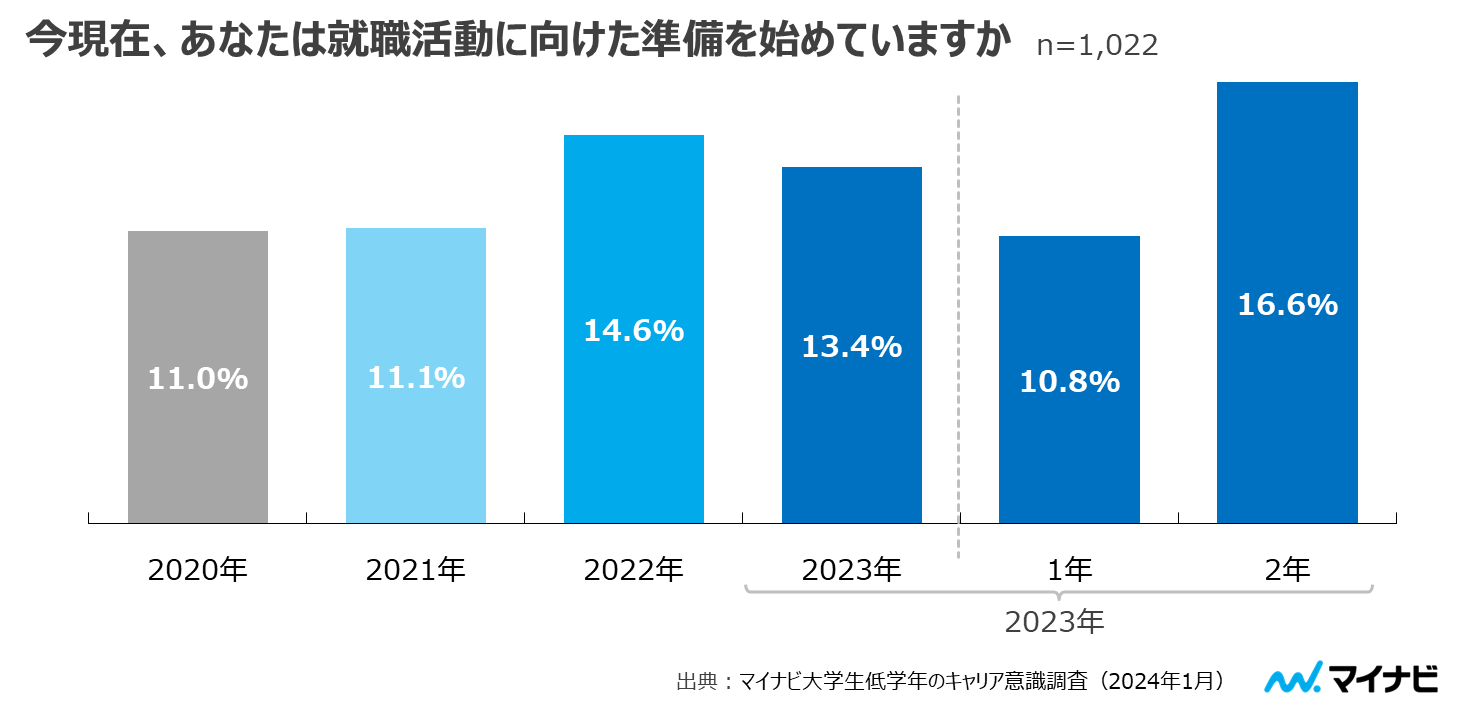 今現在、あなたは就職活動に向けた準備を始めていますか n=1,022
11.0%
11.1%
14.6%
13.4%
10.8%
16.6%
2020年
2021年
2022年
2023年
1年
2年
2023年
出典：マイナビ大学生低学年のキャリア意識調査（2024年1月）
マイナビ